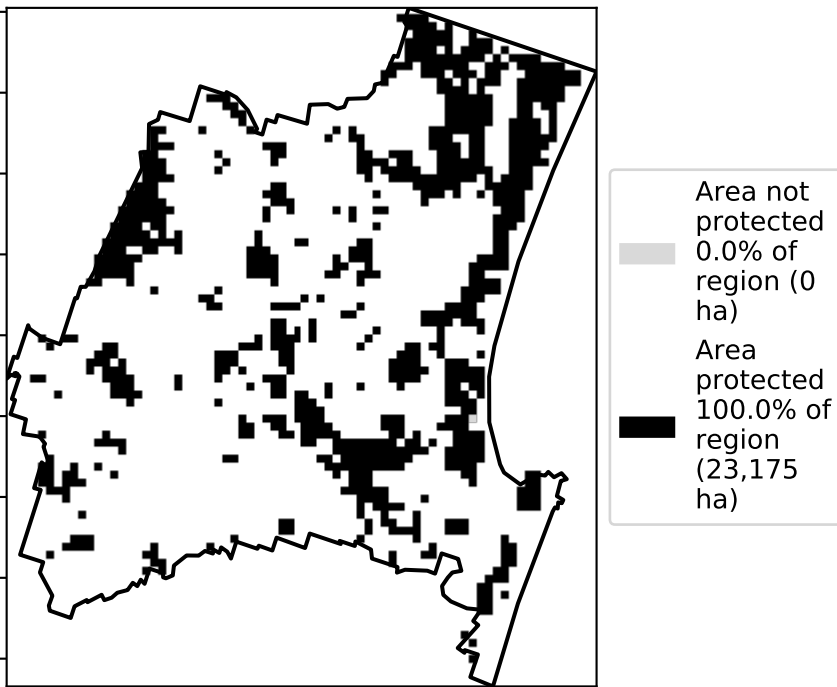 Area not
protected
0.0% of
region (0
ha)
Area
protected
100.0% of
region
(23,175
ha)